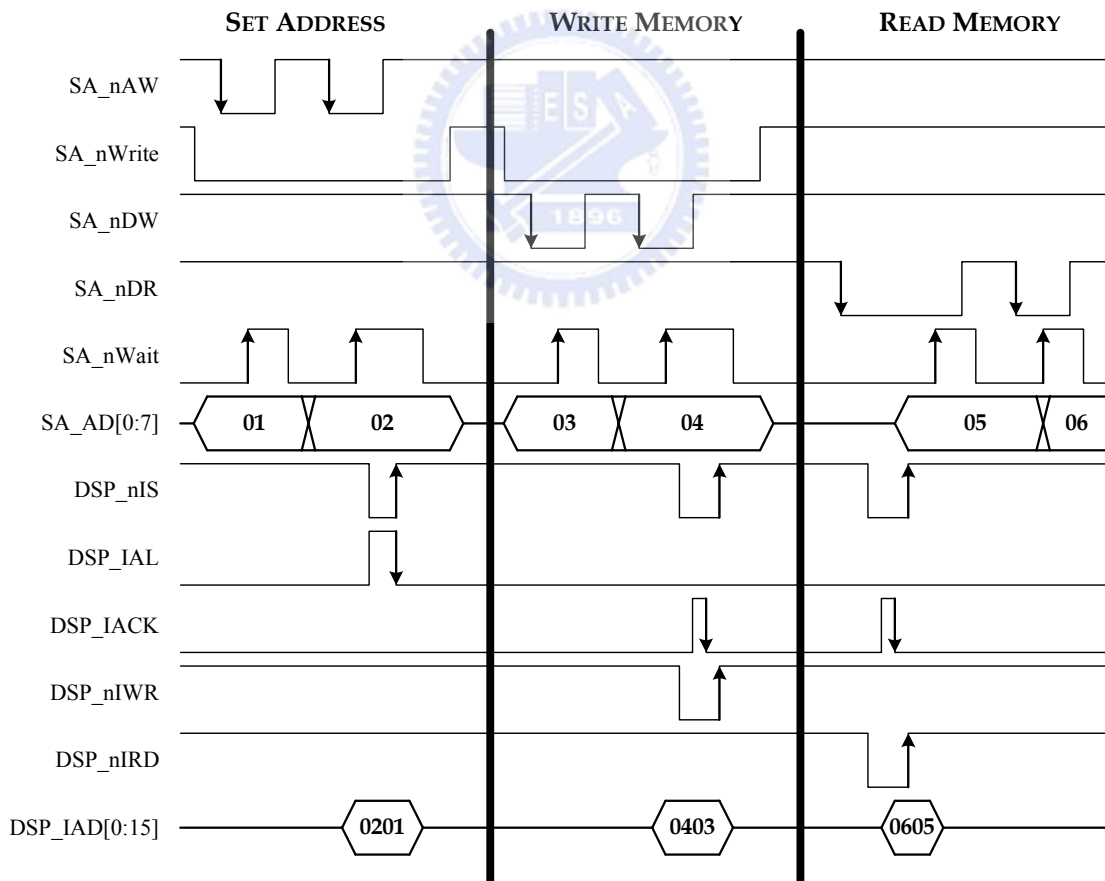 SET ADDRESS WRITE MEMORY READ MEMORY
SA_nAW
SA_nWrite
SA_nDW
SA_nDR
SA_nWait
SA_AD[0:7] 01 02 03 04 05 06
DSP_nIS
DSP_IAL
DSP_IACK
DSP_nIWR
DSP_nIRD
DSP_IAD[0:15] 0201 0403 0605
E S A
1896